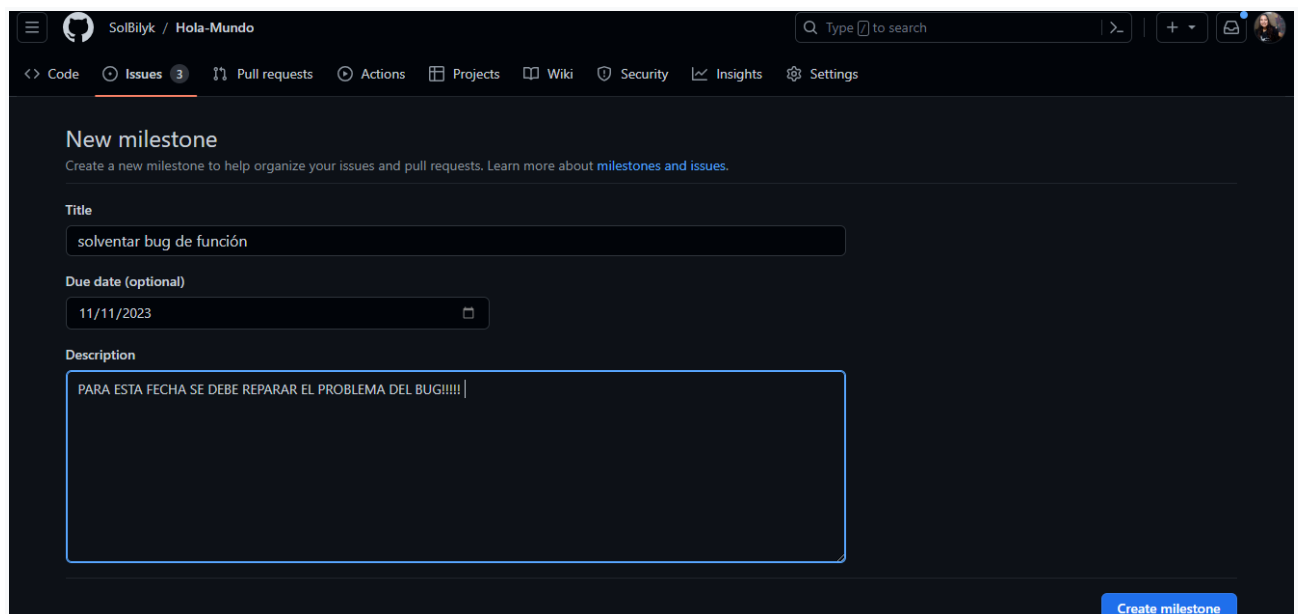 SolBilyk / Hola-Mundo
Type / to search
Code Issues 3 Pull requests Actions Projects Wiki Security Insights Settings
New milestone
Create a new milestone to help organize your issues and pull requests. Learn more about milestones and issues.
Title
solventar bug de función
Due date (optional)
11/11/2023
Description
PARA ESTA FECHA SE DEBE REPARAR EL PROBLEMA DEL BUG!!!!!
Create milestone